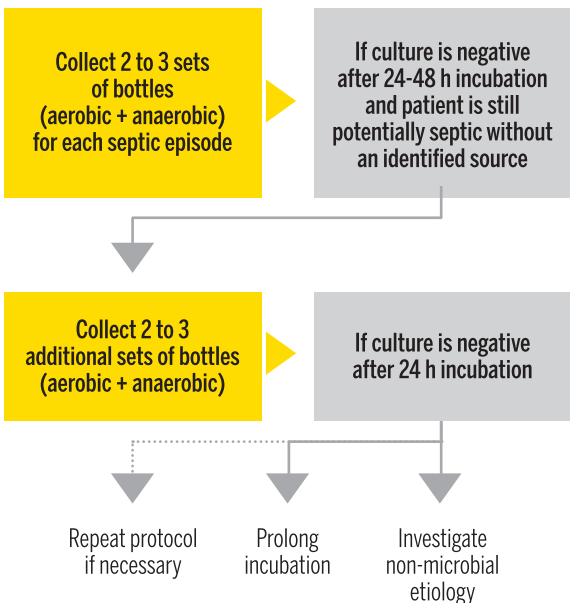 Collect 2 to 3 sets
of bottles
(aerobic + anaerobic)
for each septic episode
If culture is negative
after 24-48 h incubation
and patient is still
potentially septic without
an identified source
Collect 2 to 3
additional sets of bottles
(aerobic + anaerobic)
If culture is negative
after 24 h incubation
Repeat protocol
if necessary
Prolong
incubation
Investigate
non-microbial
etiology